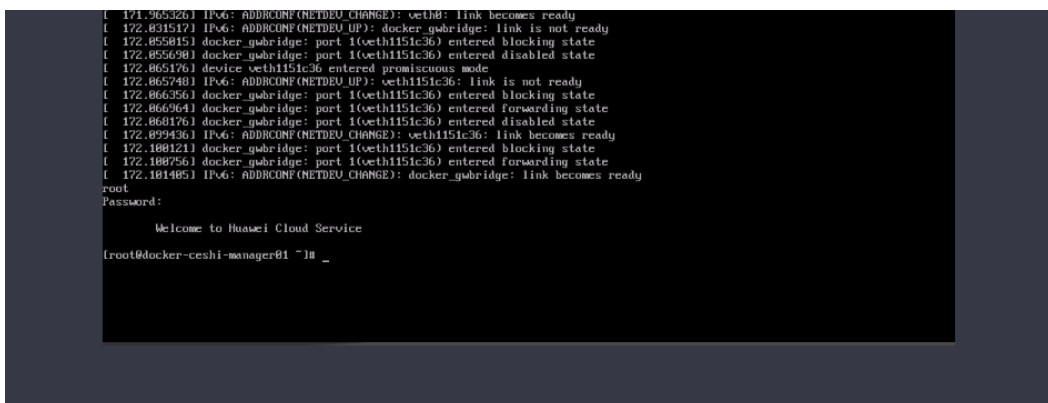 [  171.965326] IPv6: ADDRCONF(NETDEV_CHANGE): veth0: link becomes ready
[  172.031517] IPv6: ADDRCONF(NETDEV_UP): docker_gwbridge: link is not ready
[  172.055015] docker_gwbridge: port 1(veth1151c36) entered blocking state
[  172.055690] docker_gwbridge: port 1(veth1151c36) entered disabled state
[  172.065176] device veth1151c36 entered promiscuous mode
[  172.065748] IPv6: ADDRCONF(NETDEV_UP): veth1151c36: link is not ready
[  172.066356] docker_gwbridge: port 1(veth1151c36) entered blocking state
[  172.066964] docker_gwbridge: port 1(veth1151c36) entered forwarding state
[  172.068176] docker_gwbridge: port 1(veth1151c36) entered disabled state
[  172.099436] IPv6: ADDRCONF(NETDEV_CHANGE): veth1151c36: link becomes ready
[  172.100121] docker_gwbridge: port 1(veth1151c36) entered blocking state
[  172.100756] docker_gwbridge: port 1(veth1151c36) entered forwarding state
[  172.101405] IPv6: ADDRCONF(NETDEV_CHANGE): docker_gwbridge: link becomes ready
root
Password:
Welcome to Huawei Cloud Service
[root@docker-ceshi-manager01 ~]# _